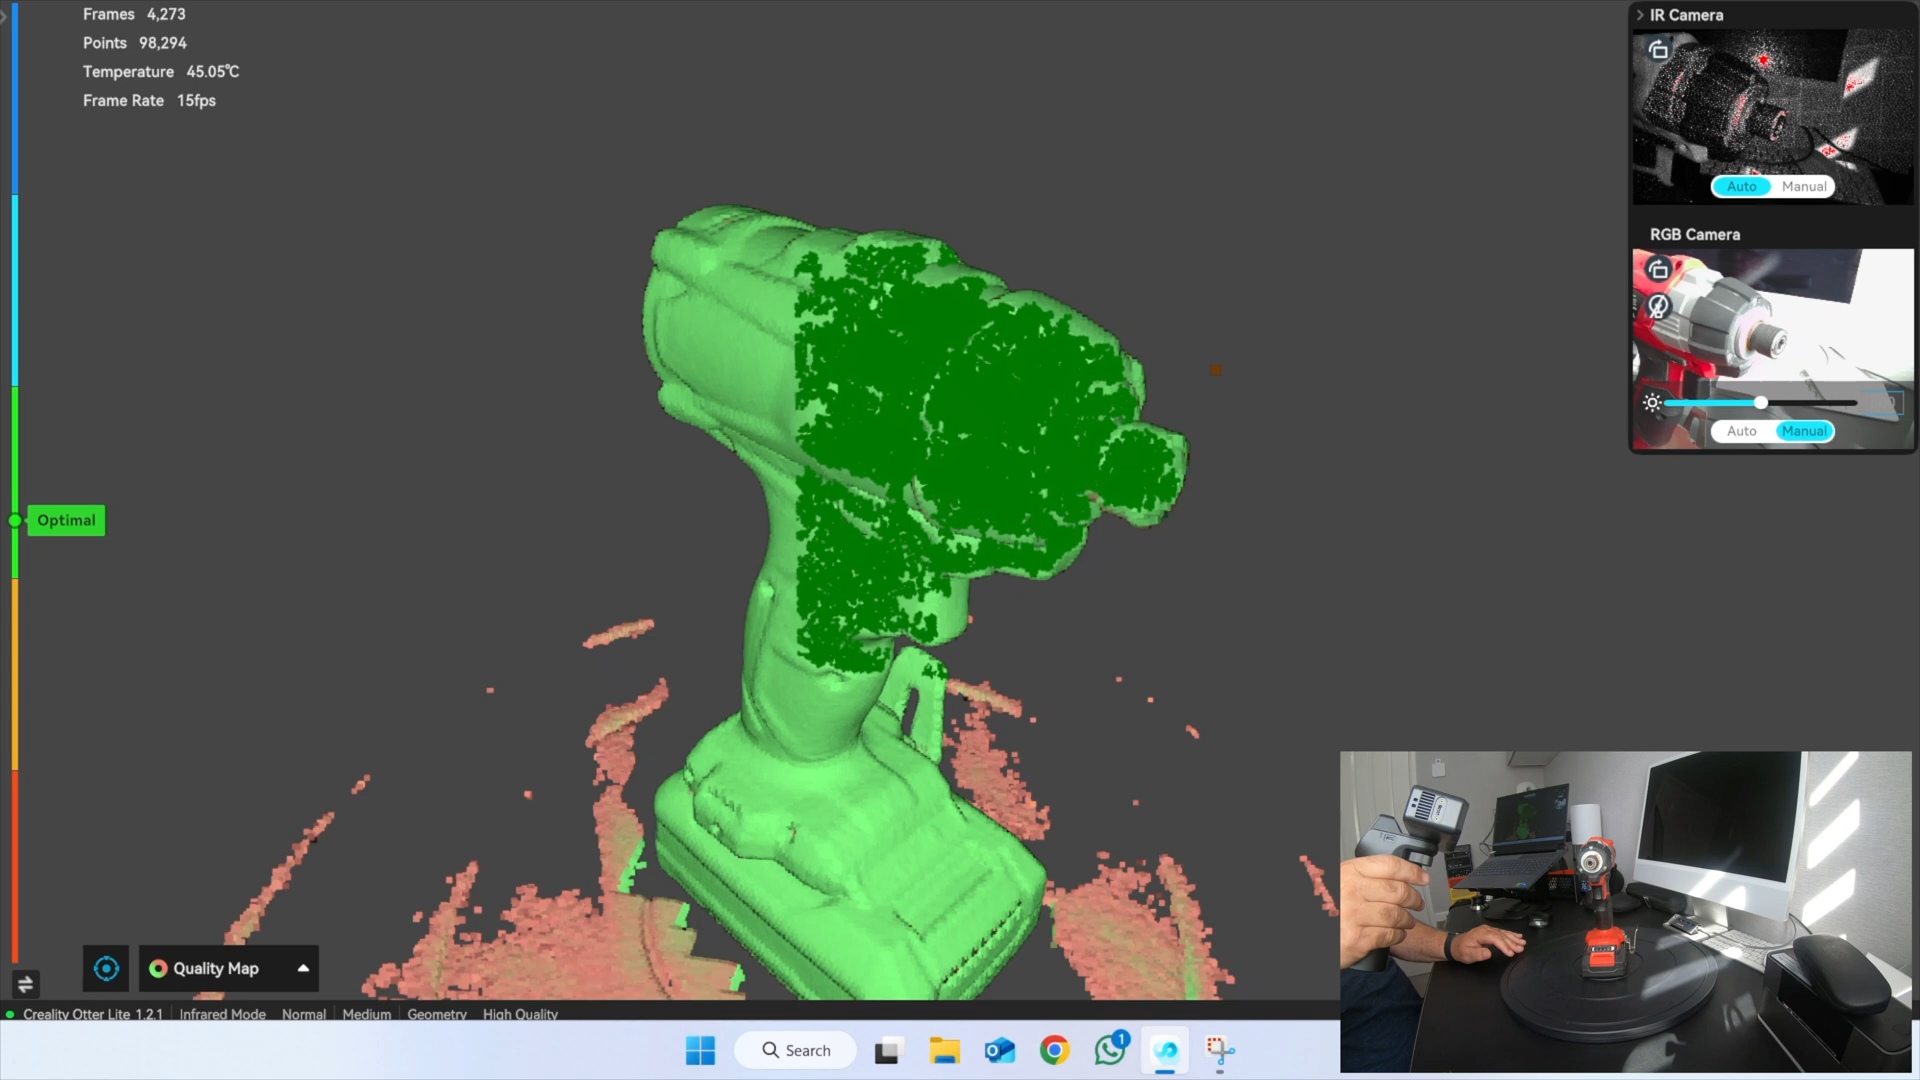 Frames 4,273
Points 98,294
Temperature 45.05℃
Frame Rate 15fps
Optimal
Quality Map
Creality Otter Lite 1.2.1 Infrared Mode Normal Medium Geometry High Quality
IR Camera
Auto Manual
RGB Camera
Auto Manual
Search
1